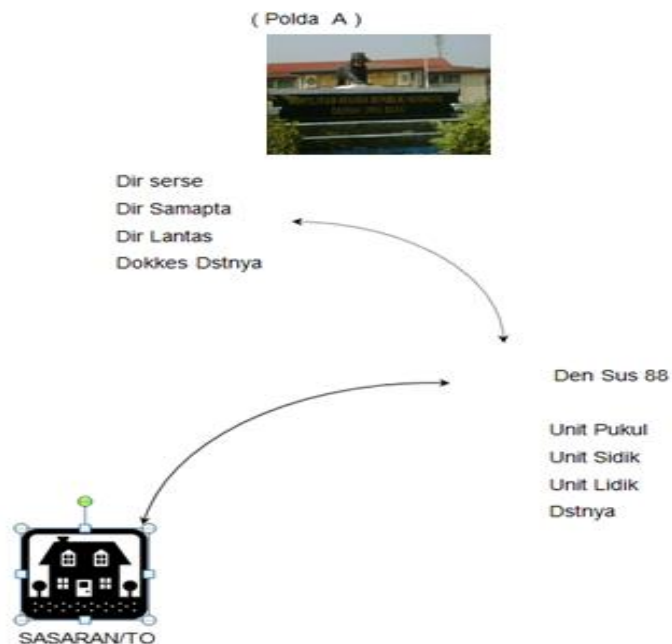 ( Polda A )
Dir serse
Dir Samapta
Dir Lantas
Dokkes Dstnya
Den Sus 88
Unit Pukul
Unit Sidik
Unit Lidik
Dstnya
SASARAN/TO